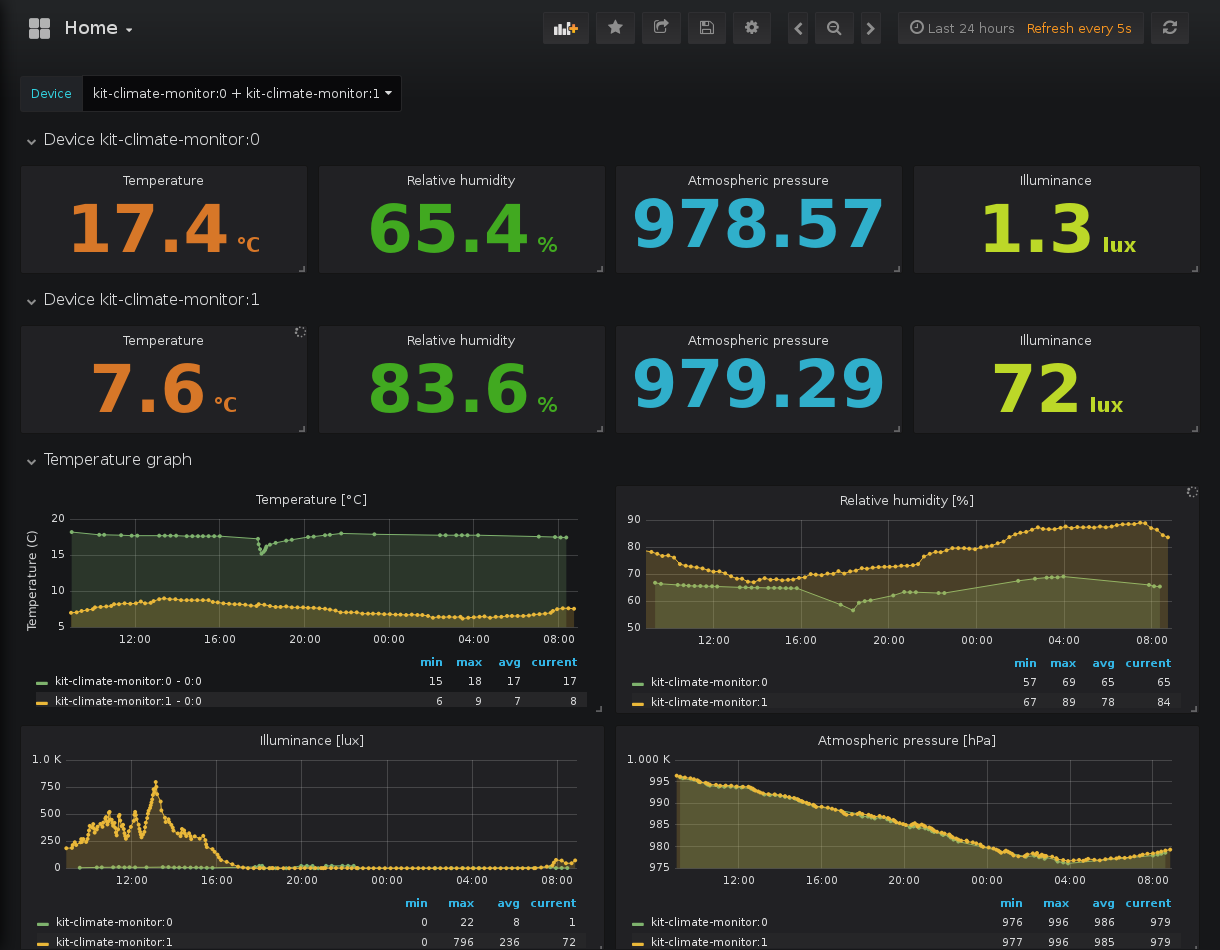 Home
Last 24 hours Refresh every 5s
Device kit-climate-monitor:0 + kit-climate-monitor:1
Device kit-climate-monitor:0
Temperature Relative humidity Atmospheric pressure Illuminance
17.4 °C 65.4 % 978.57 1.3 lux
Device kit-climate-monitor:1
Temperature Relative humidity Atmospheric pressure Illuminance
7.6 °C 83.6 % 979.29 72 lux
Temperature graph
Temperature [°C]
Temperature (C)
20
15
10
5
12:00 16:00 20:00 00:00 04:00 08:00
min max avg current
kit-climate-monitor:0 - 0:0 15 18 17 17
kit-climate-monitor:1 - 0:0 6 9 7 8
Relative humidity [%]
90
80
70
60
50
12:00 16:00 20:00 00:00 04:00 08:00
min max avg current
kit-climate-monitor:0 57 69 65 65
kit-climate-monitor:1 67 89 78 84
Illuminance [lux]
1.0 K
750
500
250
0
12:00 16:00 20:00 00:00 04:00 08:00
min max avg current
kit-climate-monitor:0 0 22 8 1
kit-climate-monitor:1 0 796 236 72
Atmospheric pressure [hPa]
1.000 K
995
990
985
980
975
12:00 16:00 20:00 00:00 04:00 08:00
min max avg current
kit-climate-monitor:0 976 996 986 979
kit-climate-monitor:1 977 996 985 979